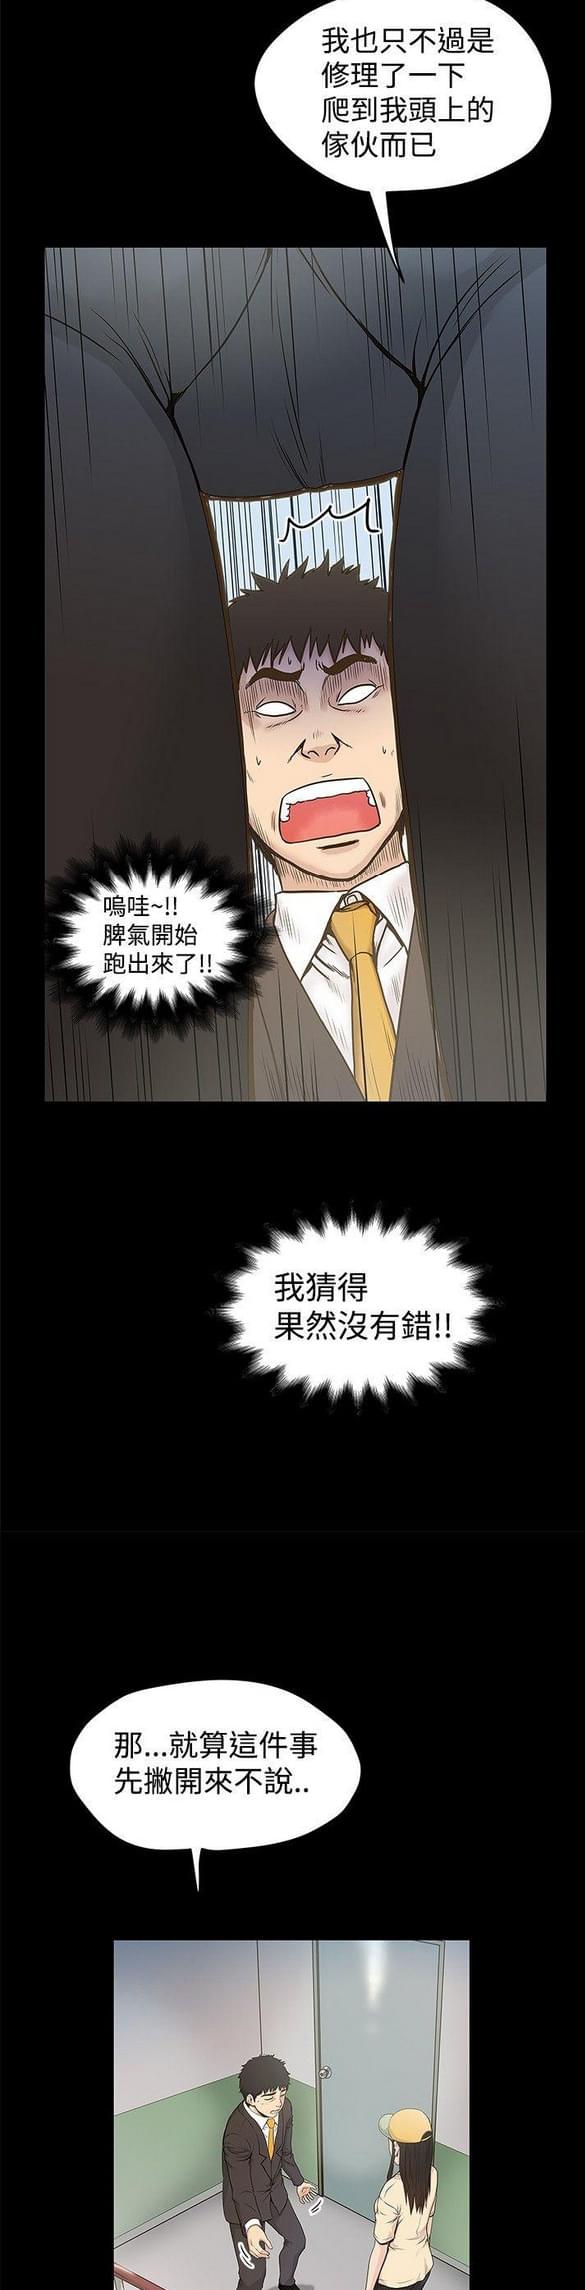 我也只不過是
修理了一下
爬到我頭上的
傢伙而已
嗚哇~!!
脾氣開始
跑出來了!!
我猜得
果然沒有錯!!
那...就算這件事
先撇開來不說..